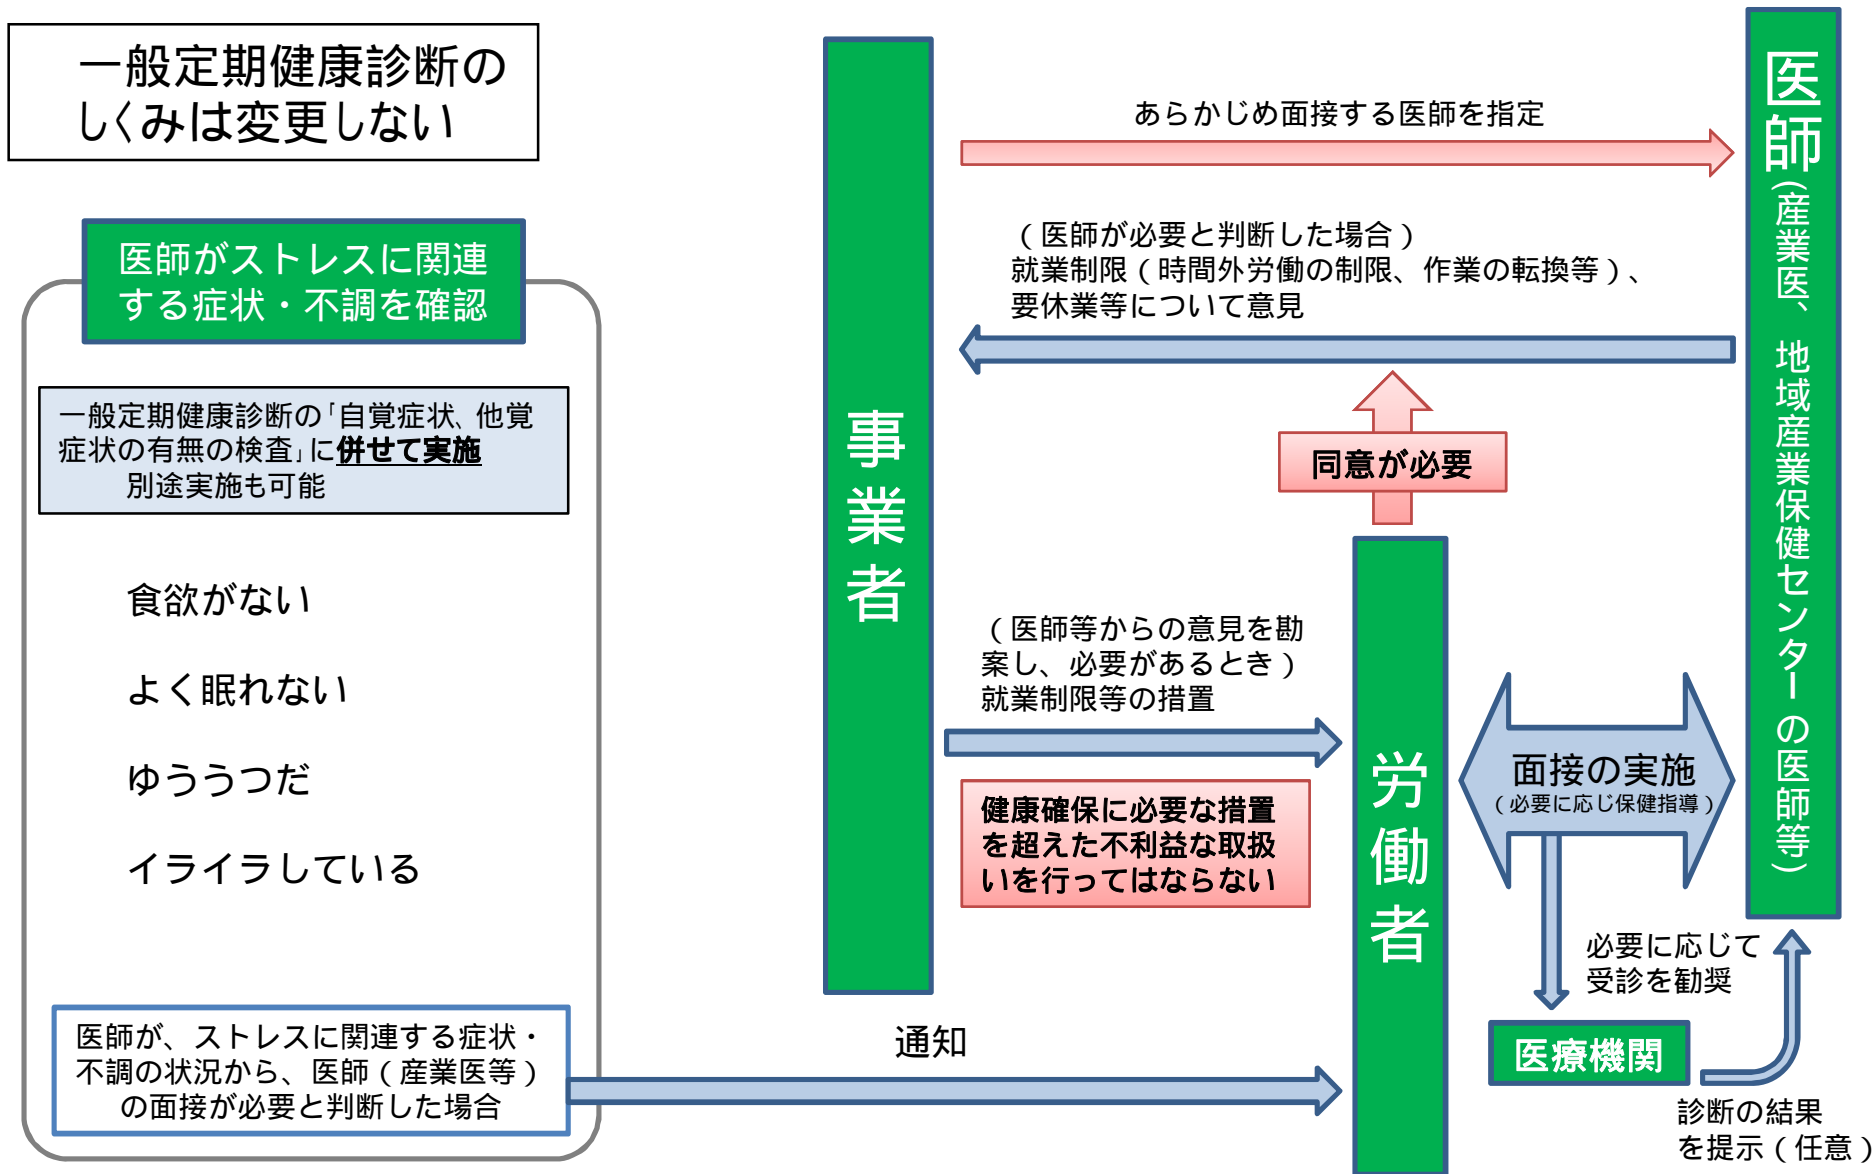 一般定期健康診断の
しくみは変更しない
医師がストレスに関連
する症状・不調を確認
一般定期健康診断の「自覚症状、他覚
症状の有無の検査」に併せて実施
別途実施も可能
食欲がない
よく眠れない
ゆううつだ
イライラしている
医師が、ストレスに関連する症状・
不調の状況から、医師（産業医等）
の面接が必要と判断した場合
通知
事業者
あらかじめ面接する医師を指定
（医師が必要と判断した場合）
就業制限（時間外労働の制限、作業の転換等）、
要休業等について意見
同意が必要
（医師等からの意見を勘
案し、必要があるとき）
就業制限等の措置
健康確保に必要な措置
を超えた不利益な取扱
いを行ってはならない
労働者
面接の実施
（必要に応じ保健指導）
医師(産業医、地域産業保健センターの医師等)
必要に応じて
受診を勧奨
医療機関
診断の結果
を提示（任意）